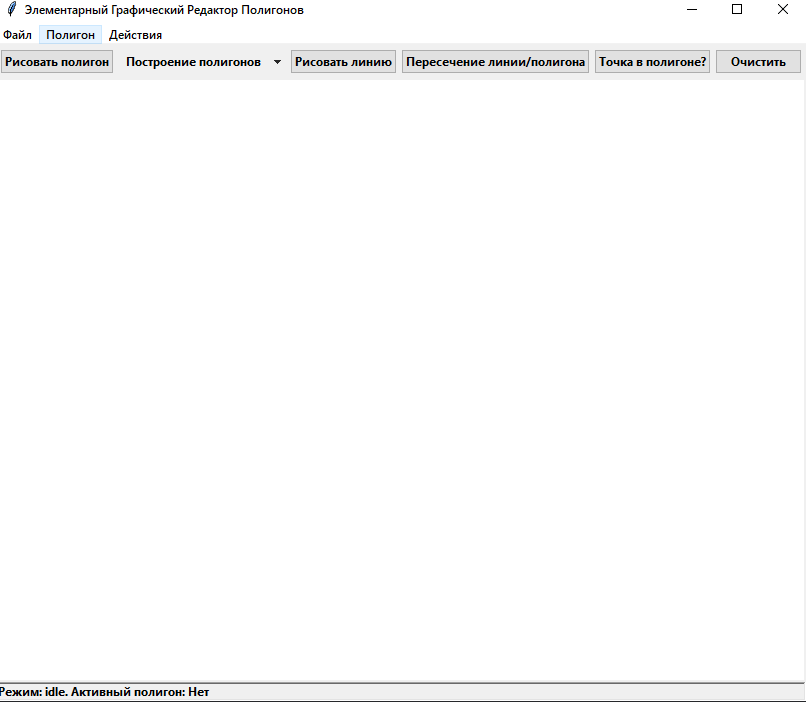 Элементарный Графический Редактор Полигонов
Файл Полигон Действия
Рисовать полигон Построение полигонов Рисовать линию Пересечение линии/полигона Точка в полигоне? Очистить
Режим: idle. Активный полигон: Нет